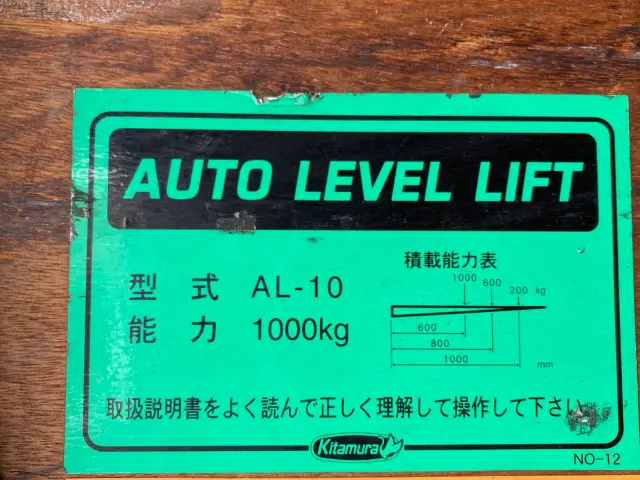 AUTO LEVEL LIFT
型 式 AL-10
能 力 1000kg
積載能力表
1000 600 200 kg
600
800
1000 mm
取扱説明書をよく読んで正しく理解して操作して下さい
Kitamura
NO-12